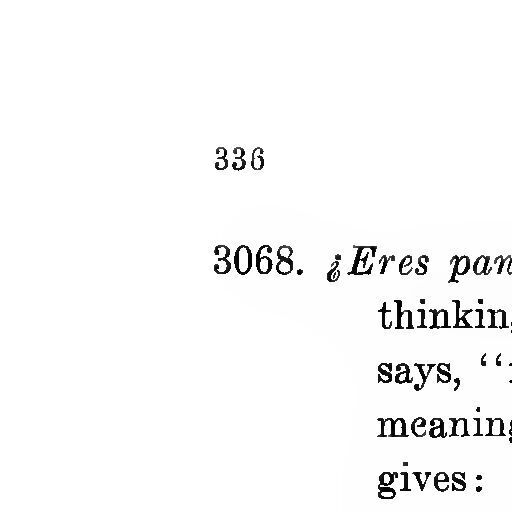 336
3068. ¿Eres pan
thinkin
says, “
meaning
gives: